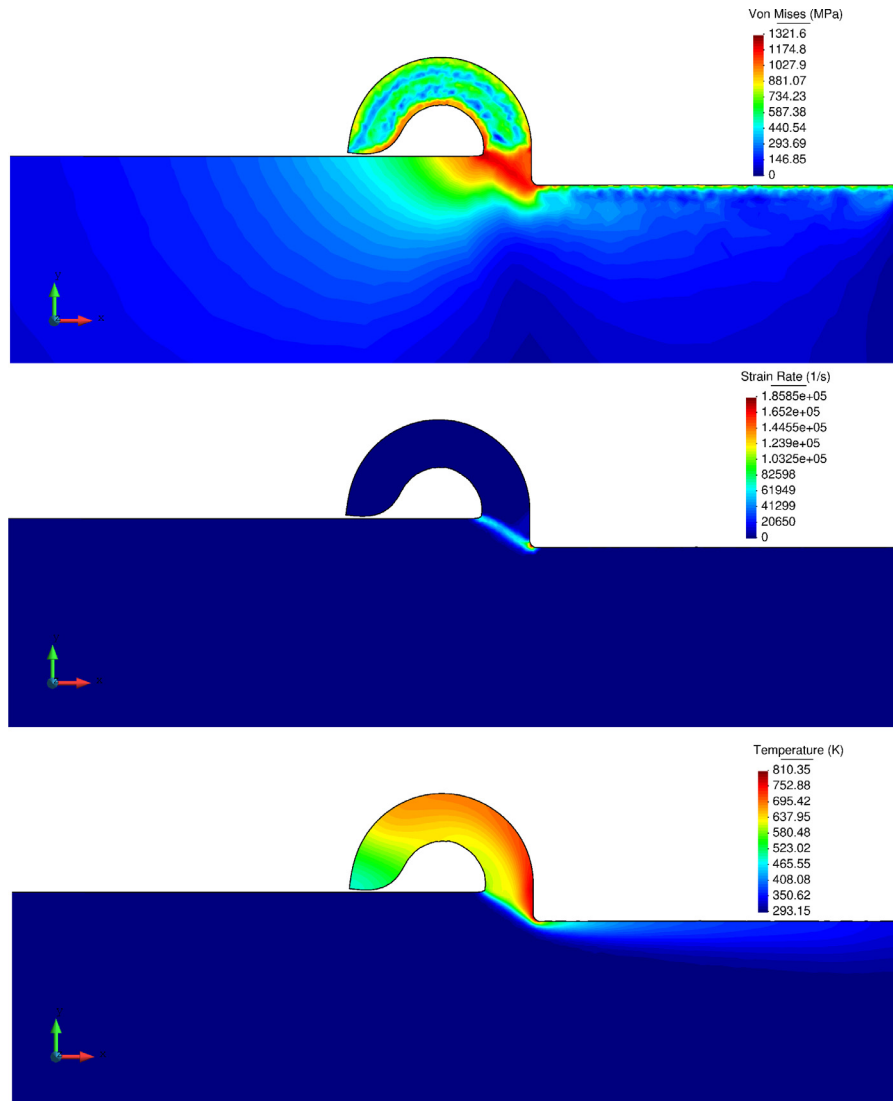 Von Mises (MPa)
1321.6
1174.8
1027.9
881.07
734.23
587.38
440.54
293.69
146.85
0
Y
X
Strain Rate (1/s)
1.8585e+05
1.652e+05
1.4455e+05
1.239e+05
1.0325e+05
82598
61949
41299
20650
0
Y
X
Temperature (K)
810.35
752.88
695.42
637.95
580.48
523.02
465.55
408.08
350.62
293.15
Y
X